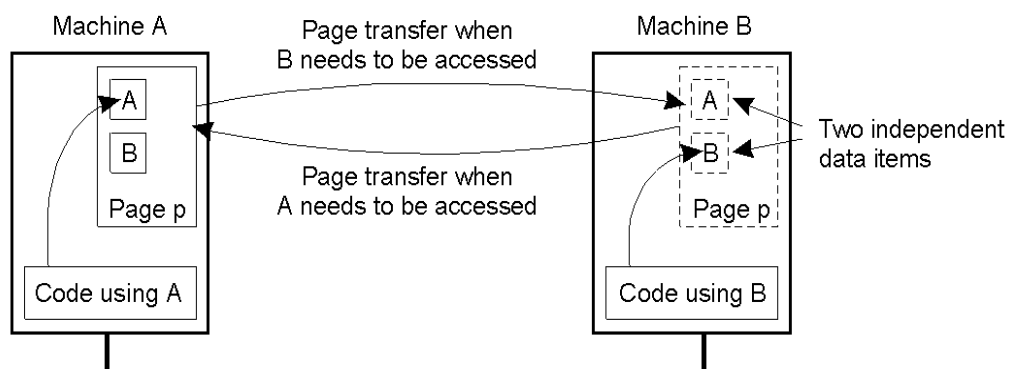 Machine A
Page transfer when
B needs to be accessed
Machine B
A
B
Page p
Code using A
Page transfer when
A needs to be accessed
A
B
Page p
Code using B
Two independent
data items